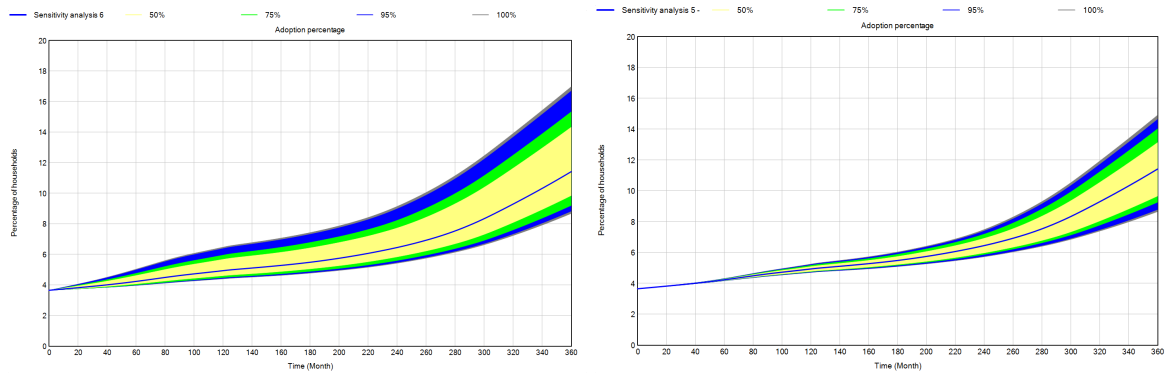 Sensitivity analysis 6 50% 75% 95% 100%
Adoption percentage
20
18
16
14
12
10
8
6
4
2
0
Percentage of households
0 20 40 60 80 100 120 140 160 180 200 220 240 260 280 300 320 340 360
Time (Month)
Sensitivity analysis 5 - 50% 75% 95% 100%
Adoption percentage
20
18
16
14
12
10
8
6
4
2
0
Percentage of households
0 20 40 60 80 100 120 140 160 180 200 220 240 260 280 300 320 340 360
Time (Month)